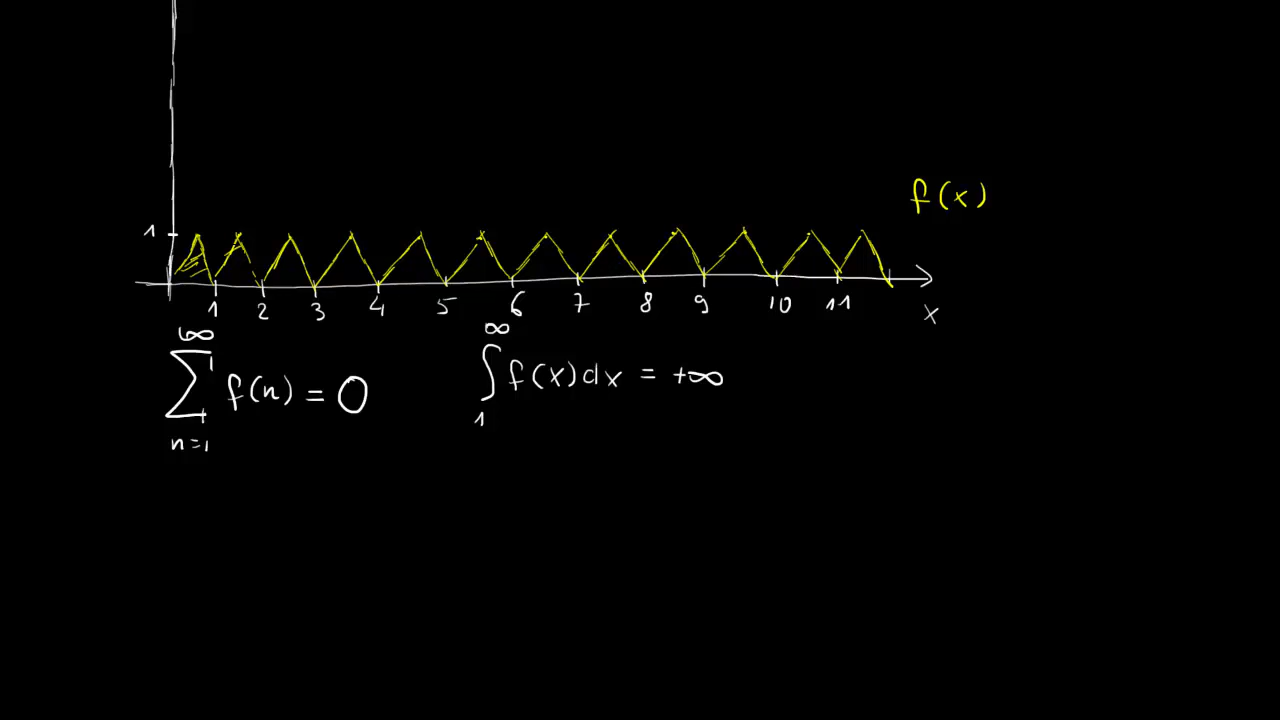 f(x)
1
1 2 3 4 5 6 7 8 9 10 11
x
∞ ∞
∑ f(n) = 0 ∫ f(x)dx = +∞
n=1 1